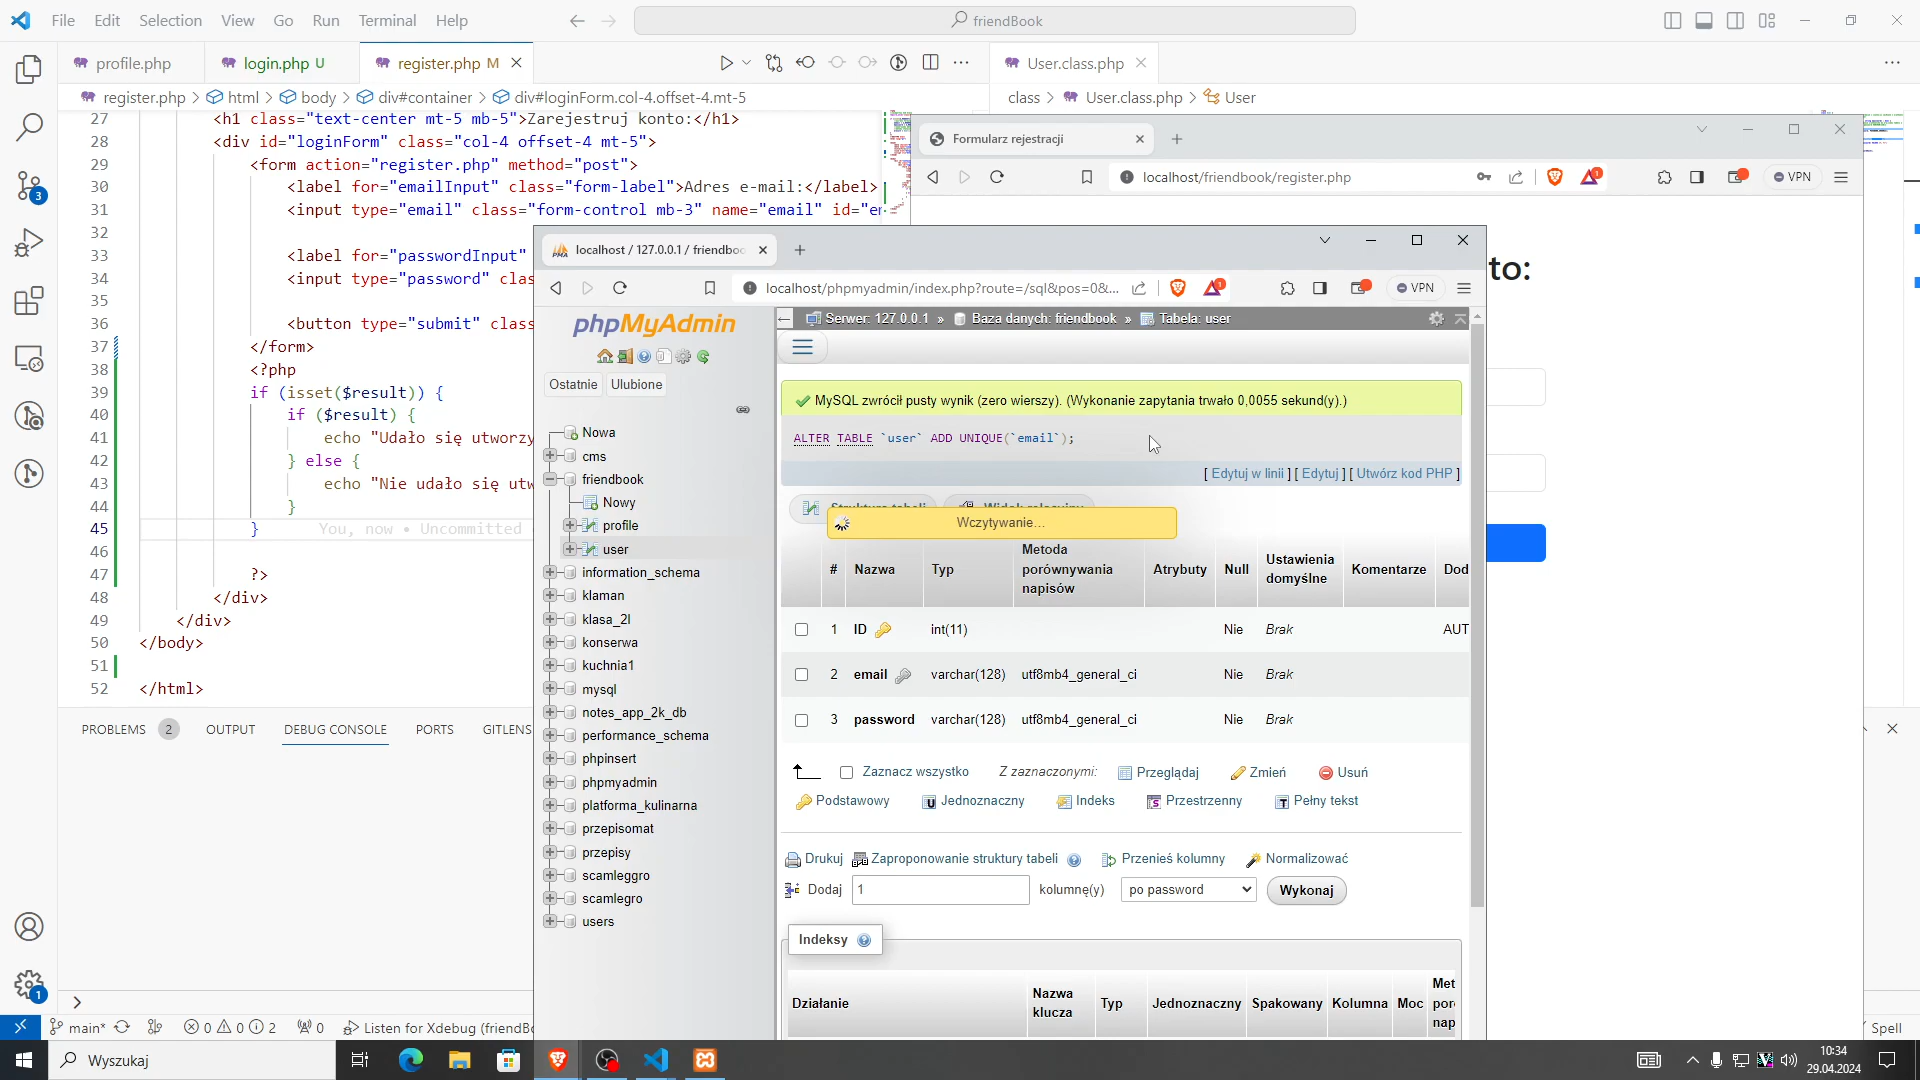 File Edit Selection View Go Run Terminal Help
friendBook
profile.php
login.php U
register.php M
User.class.php
register.php > html > body > div#container > div#loginForm.col-4.offset-4.mt-5
class > User.class.php > User
27 <h1 class="text-center mt-5 mb-5">Zarejestruj konto:</h1>
28 <div id="loginForm" class="col-4 offset-4 mt-5">
29 <form action="register.php" method="post">
30 <label for="emailInput" class="form-label">Adres e-mail:</label>
31 <input type="email" class="form-control mb-3" name="email" id="em
32
33 <label for="passwordInput"
34 <input type="password" clas
35
36 <button type="submit" class
37 </form>
38 <?php
39 if (isset($result)) {
40 if ($result) {
41 echo "Udało się utworzy
42 } else {
43 echo "Nie udało się utw
44 }
45 } You, now • Uncommitted
46
47 ?>
48 </div>
49 </div>
50 </body>
51
52 </html>
PROBLEMS 2 OUTPUT DEBUG CONSOLE PORTS GITLENS
3
1
main* 0 0 2 0 Listen for Xdebug (friendBo
Spell
Formularz rejestracji
localhost/friendbook/register.php
1
VPN
to:
localhost / 127.0.0.1 / friendboo
localhost/phpmyadmin/index.php?route=/sql&pos=0&...
1
VPN
phpMyAdmin
Ostatnie Ulubione
Nowa
cms
friendbook
Nowy
profile
user
information_schema
klaman
klasa_2l
konserwa
kuchnia1
mysql
notes_app_2k_db
performance_schema
phpinsert
phpmyadmin
platforma_kulinarna
przepisomat
przepisy
scamleggro
scamlegro
users
Serwer: 127.0.0.1 » Baza danych: friendbook » Tabela: user
MySQL zwrócił pusty wynik (zero wierszy). (Wykonanie zapytania trwało 0,0055 sekund(y).)
ALTER TABLE `user` ADD UNIQUE(`email`);
[ Edytuj w linii ] [ Edytuj ] [ Utwórz kod PHP ]
Struktura tabeli Widok relacyjny
Wczytywanie...
# Nazwa Typ Metoda porównywania napisów Atrybuty Null Ustawienia domyślne Komentarze Dod
1 ID int(11) Nie Brak AUT
2 email varchar(128) utf8mb4_general_ci Nie Brak
3 password varchar(128) utf8mb4_general_ci Nie Brak
Zaznacz wszystko Z zaznaczonymi: Przeglądaj Zmień Usuń
Podstawowy Jednoznaczny Indeks Przestrzenny Pełny tekst
Drukuj Zaproponowanie struktury tabeli Przenieś kolumny Normalizować
Dodaj 1 kolumnę(y) po password Wykonaj
Indeksy
Działanie Nazwa klucza Typ Jednoznaczny Spakowany Kolumna Moc Met por nap
Wyszukaj
10:34
29.04.2024